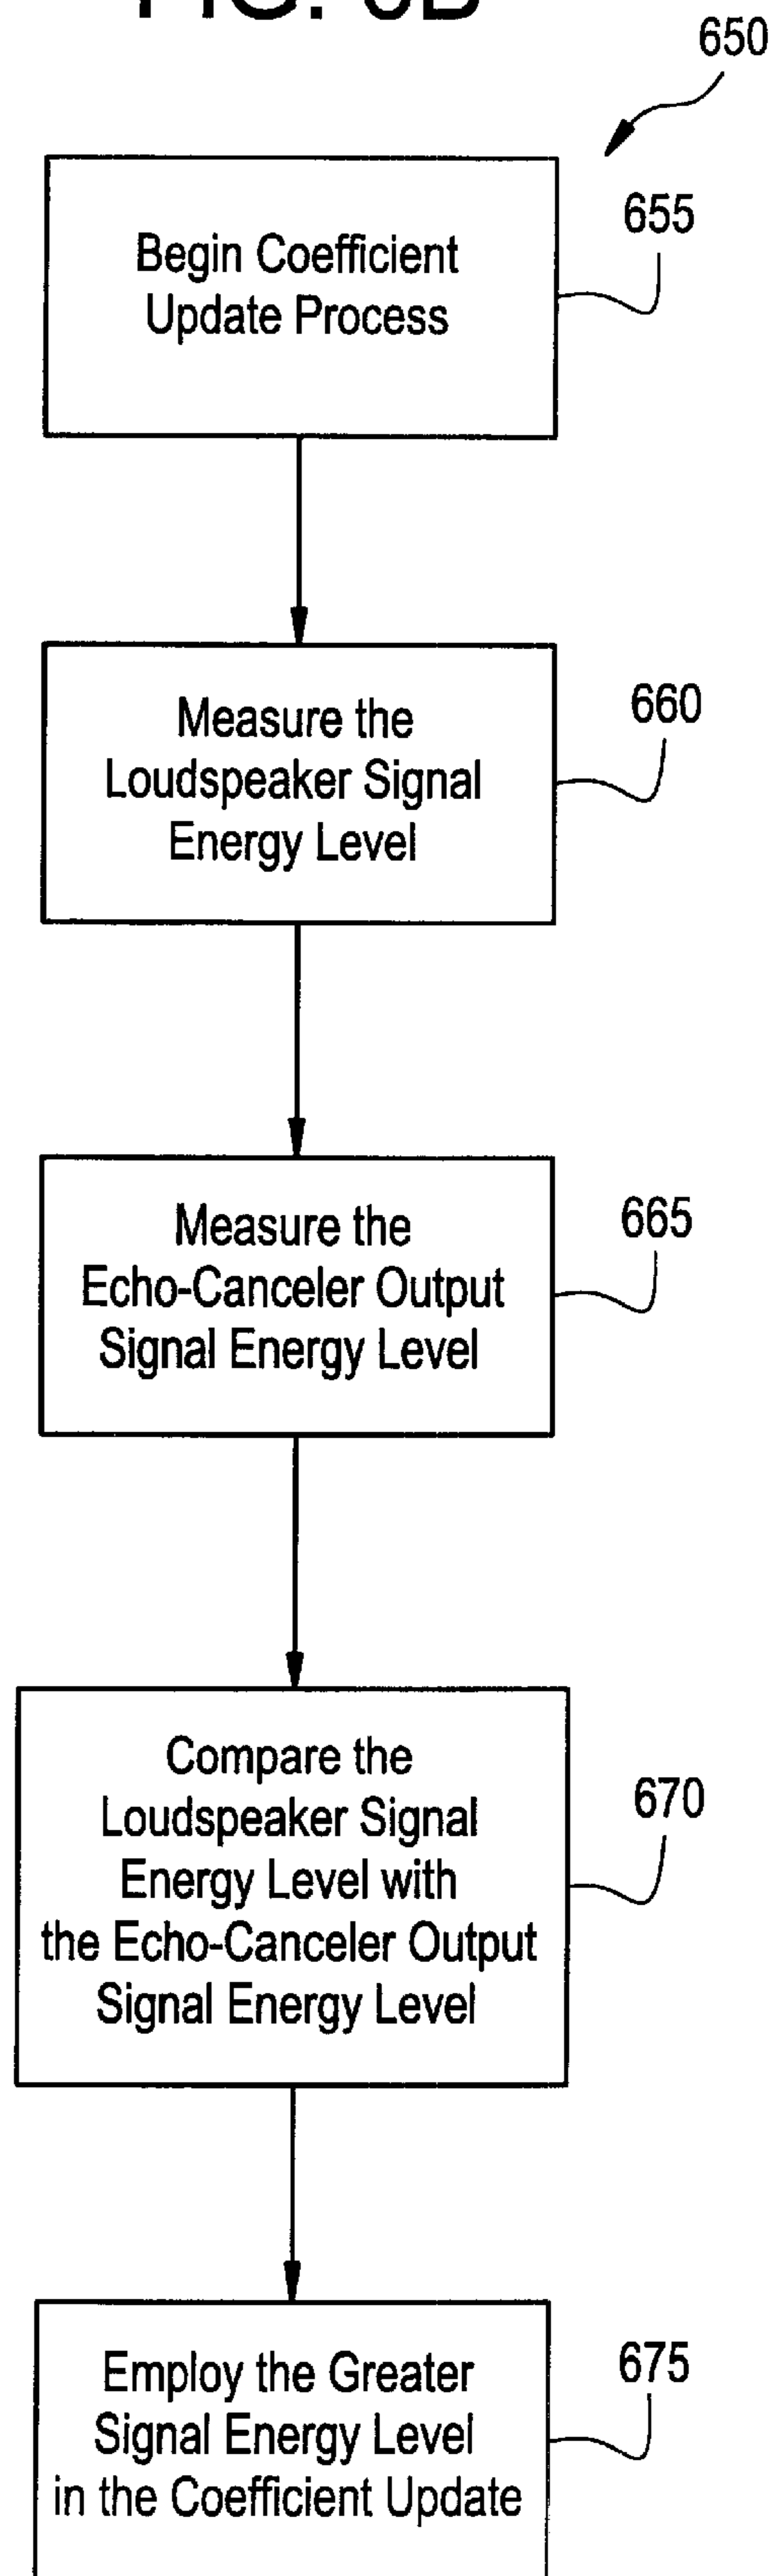 650
655
Begin Coefficient
Update Process
660
Measure the
Loudspeaker Signal
Energy Level
665
Measure the
Echo-Canceler Output
Signal Energy Level
670
Compare the
Loudspeaker Signal
Energy Level with
the Echo-Canceler Output
Signal Energy Level
675
Employ the Greater
Signal Energy Level
in the Coefficient Update